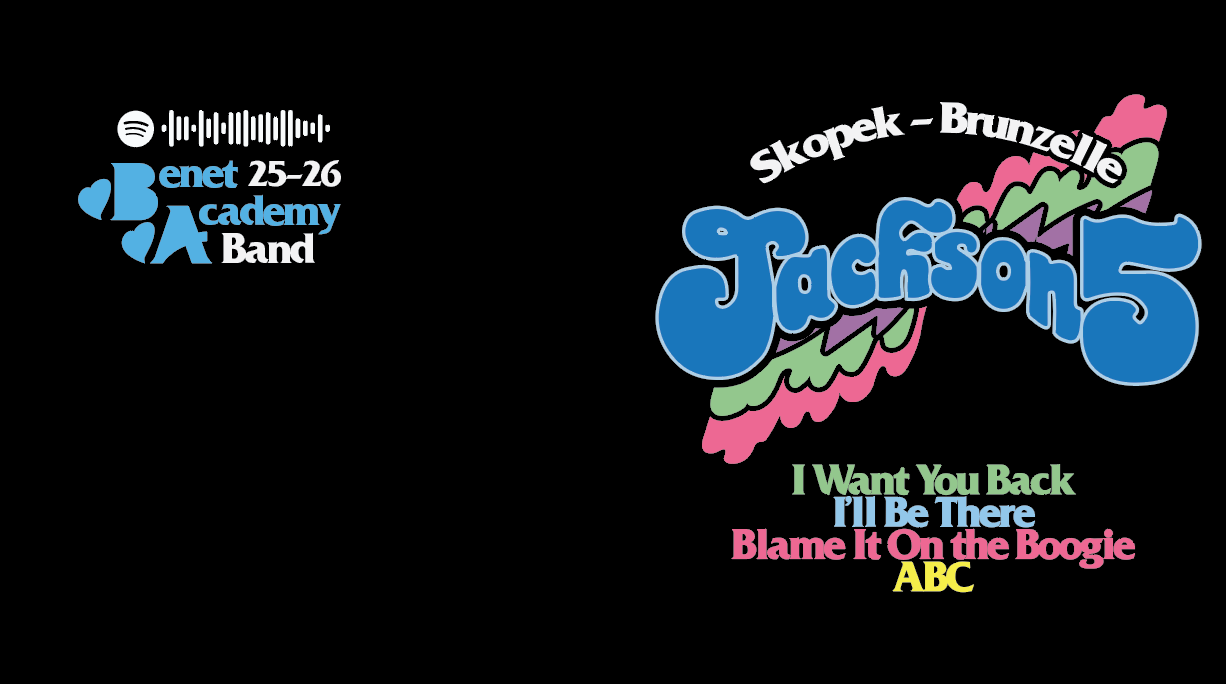 Benet 25–26
Academy
Band
Skopek – Brunzelle
Jackson 5
I Want You Back
I'll Be There
Blame It On the Boogie
ABC